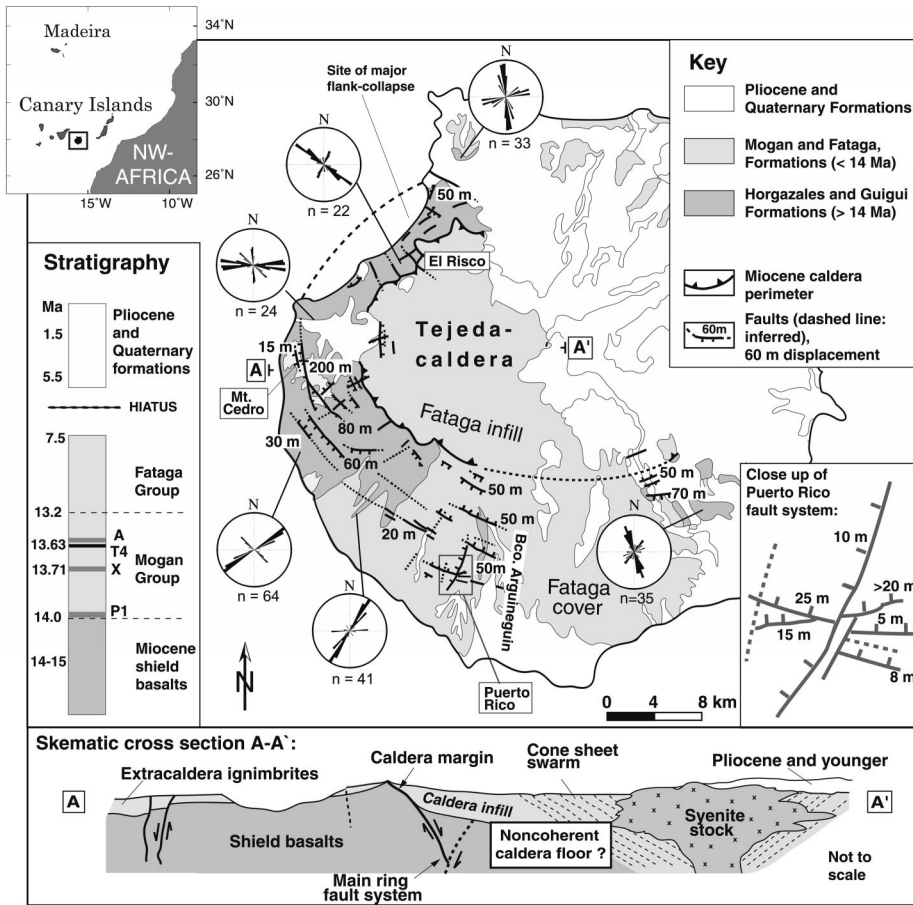 Madeira
Canary Islands
NW-
AFRICA
34°N
30°N
26°N
15°W
10°W
Site of major
flank-collapse
N
n = 33
N
n = 22
N
n = 24
50 m
El Risco
Tejeda-
caldera
A
A'
15 m
200 m
Mt.
Cedro
80 m
30 m
60 m
Fataga infill
50 m
50 m
20 m
50m
50 m
70 m
Bco. Arguineguin
Fataga
cover
N
n = 64
N
n = 41
N
n=35
Puerto
Rico
N
0 4 8 km
Key
Pliocene and
Quaternary Formations
Mogan and Fataga,
Formations (< 14 Ma)
Horgazales and Guigui
Formations (> 14 Ma)
Miocene caldera
perimeter
60m
Faults (dashed line:
inferred),
60 m displacement
Stratigraphy
Ma
1.5
5.5
Pliocene
and
Quaternary
formations
HIATUS
7.5
Fataga
Group
13.2
A
13.63
T4
Mogan
Group
13.71
X
P1
14.0
14-15
Miocene
shield
basalts
Close up of
Puerto Rico
fault system:
10 m
>20 m
25 m
5 m
15 m
8 m
Skematic cross section A-A`:
Extracaldera ignimbrites
Caldera margin
Cone sheet
swarm
Pliocene and younger
A
A'
Caldera infill
Syenite
stock
Shield basalts
Noncoherent
caldera floor ?
Main ring
fault system
Not to
scale